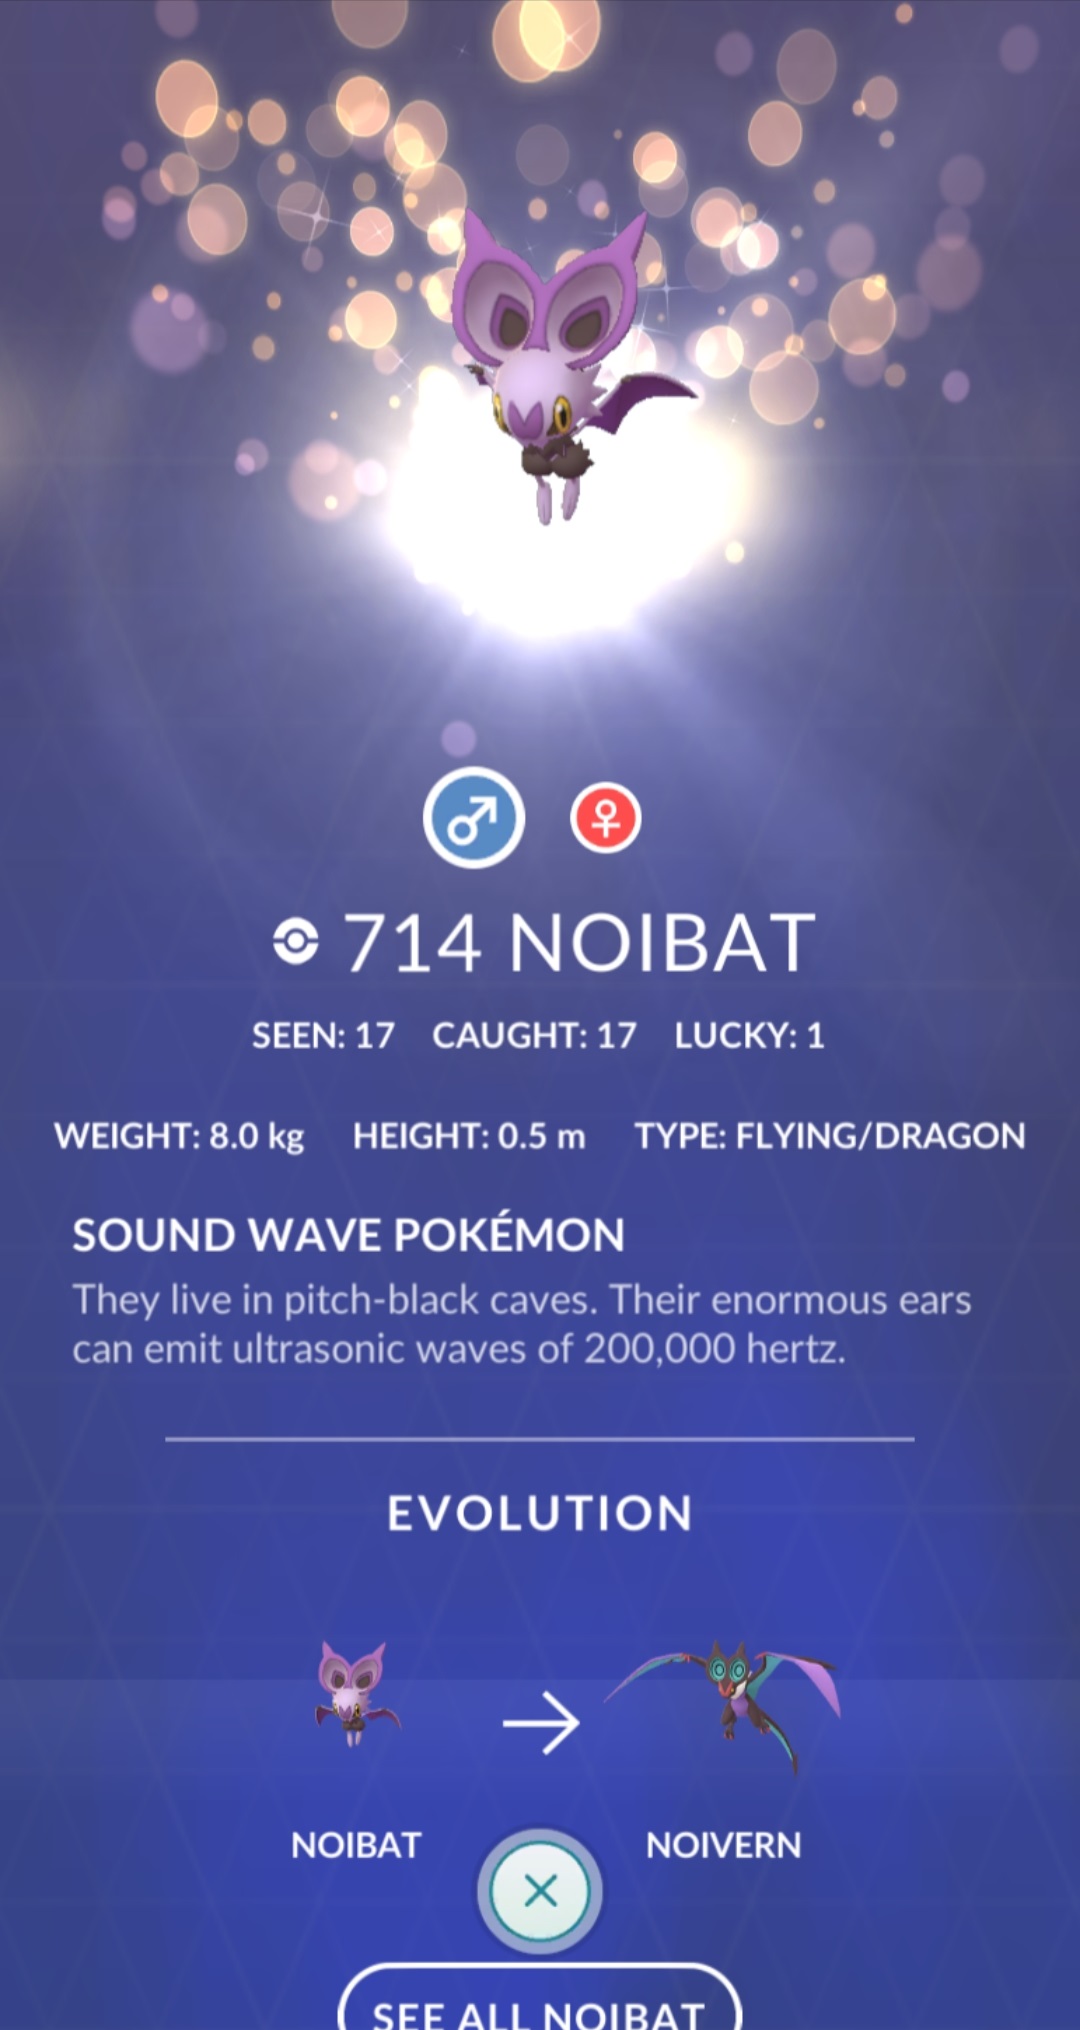 714 NOIBAT
SEEN: 17 CAUGHT: 17 LUCKY: 1
WEIGHT: 8.0 kg HEIGHT: 0.5 m TYPE: FLYING/DRAGON
SOUND WAVE POKÉMON
They live in pitch-black caves. Their enormous ears
can emit ultrasonic waves of 200,000 hertz.
EVOLUTION
NOIBAT NOIVERN
SEE ALL NOIBAT